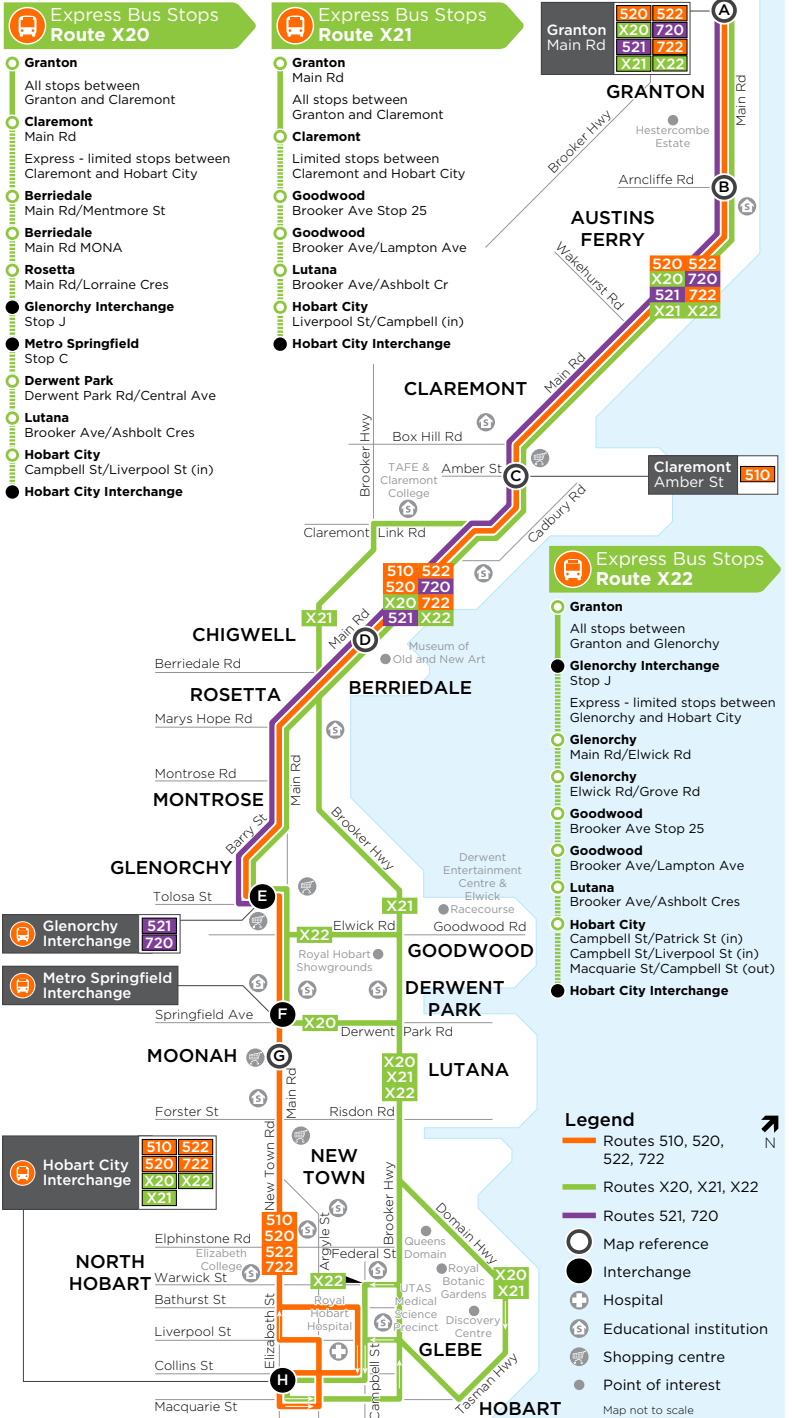 Express Bus Stops
Route X20
Granton
All stops between
Granton and Claremont
Claremont
Main Rd
Express - limited stops between
Claremont and Hobart City
Berriedale
Main Rd/Mentmore St
Berriedale
Main Rd MONA
Rosetta
Main Rd/Lorraine Cres
Glenorchy Interchange
Stop J
Metro Springfield
Stop C
Derwent Park
Derwent Park Rd/Central Ave
Lutana
Brooker Ave/Ashbolt Cres
Hobart City
Campbell St/Liverpool St (in)
Hobart City Interchange
Express Bus Stops
Route X21
Granton
Main Rd
All stops between
Granton and Claremont
Claremont
Limited stops between
Claremont and Hobart City
Goodwood
Brooker Ave Stop 25
Goodwood
Brooker Ave/Lampton Ave
Lutana
Brooker Ave/Ashbolt Cr
Hobart City
Liverpool St/Campbell (in)
Hobart City Interchange
Granton
Main Rd
520 522
X20 720
521 722
X21 X22
A
GRANTON
Main Rd
Brooker Hwy
Hestercombe
Estate
Arncliffe Rd
B
S
AUSTINS
FERRY
Wakehurst Rd
520 522
X20 720
521 722
X21 X22
Main Rd
CLAREMONT
S
Brooker Hwy
Box Hill Rd
TAFE &
Claremont
College
S
Amber St
C
Claremont
Amber St
510
Cadbury Rd
Claremont Link Rd
S
510 522
520 720
X20 722
521 X22
X21
CHIGWELL
Main Rd
D
Museum of
Old and New Art
Berriedale Rd
ROSETTA
BERRIEDALE
Marys Hope Rd
S
Montrose Rd
Main Rd
MONTROSE
Barry St
Brooker Hwy
GLENORCHY
Tolosa St
E
Derwent
Entertainment
Centre &
Elwick
Racecourse
X21
Glenorchy
Interchange
521
720
Elwick Rd
Goodwood Rd
X22
GOODWOOD
Royal Hobart
Showgrounds
Metro Springfield
Interchange
S
S
S
DERWENT
PARK
Springfield Ave
F
X20
Derwent Park Rd
MOONAH
G
X20
X21
X22
LUTANA
S
Main Rd
Forster St
Risdon Rd
Hobart City
Interchange
510 522
520 722
X20 X22
X21
New Town Rd
NEW
TOWN
Brooker Hwy
Domain Hwy
Argyle St
S
510
520
522
722
S
Elphinstone Rd
Elizabeth
College
S
Federal St
S
Queens
Domain
NORTH
HOBART
Warwick St
X22
Royal
Botanic
Gardens
X20
X21
Bathurst St
Royal
Hobart
Hospital
UTAS
Medical
Science
Precinct
S
Discovery
Centre
Liverpool St
Elizabeth St
GLEBE
Collins St
H
Campbell St
Tasman Hwy
Macquarie St
HOBART
Express Bus Stops
Route X22
Granton
All stops between
Granton and Glenorchy
Glenorchy Interchange
Stop J
Express - limited stops between
Glenorchy and Hobart City
Glenorchy
Main Rd/Elwick Rd
Glenorchy
Elwick Rd/Grove Rd
Goodwood
Brooker Ave Stop 25
Goodwood
Brooker Ave/Lampton Ave
Lutana
Brooker Ave/Ashbolt Cres
Hobart City
Campbell St/Patrick St (in)
Campbell St/Liverpool St (in)
Macquarie St/Campbell St (out)
Hobart City Interchange
Legend
N
Routes 510, 520,
522, 722
Routes X20, X21, X22
Routes 521, 720
Map reference
Interchange
Hospital
S
Educational institution
Shopping centre
Point of interest
Map not to scale